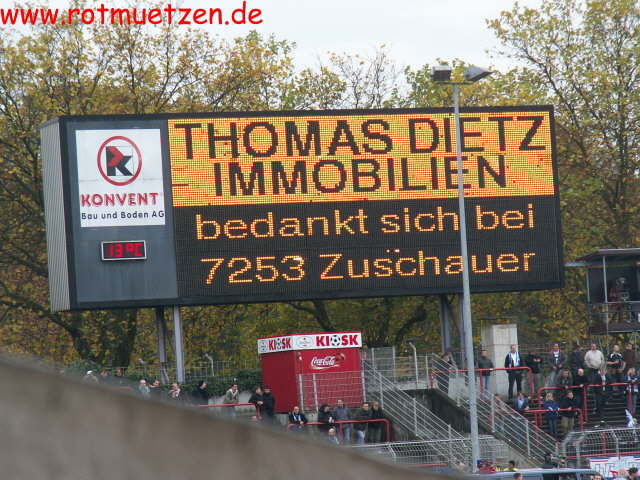 www.rotmuetzen.de
THOMAS DIETZ
IMMOBILIEN
bedankt sich bei
7253 Zuschauer
KONVENT
Bau und Boden AG
13°C
KIOSK
KIOSK
Coca-Cola